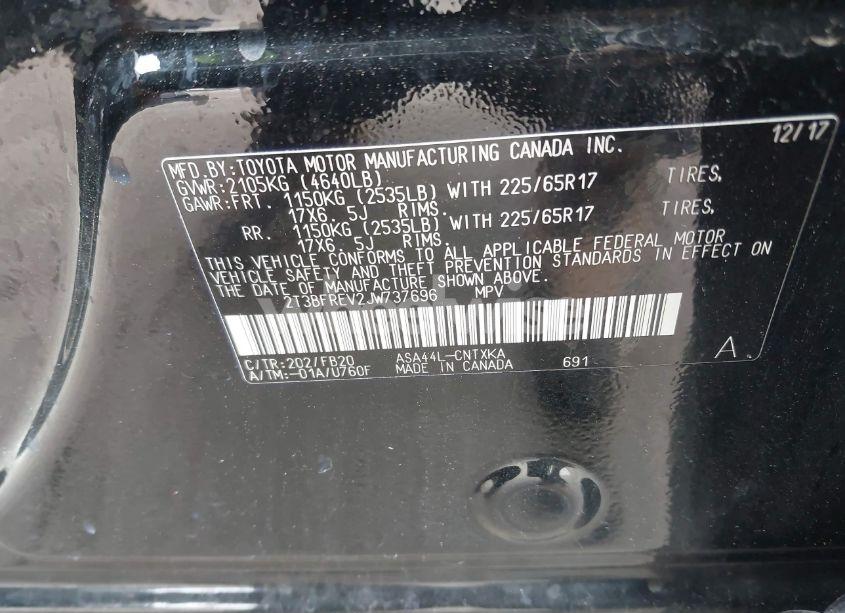 12/17
MFD.BY:TOYOTA MOTOR MANUFACTURING CANADA INC.
GVWR:2105KG (4640LB)
GAWR:FRT. 1150KG (2535LB) WITH 225/65R17 TIRES,
17X6.5J RIMS.
RR. 1150KG (2535LB) WITH 225/65R17 TIRES,
17X6.5J RIMS.
THIS VEHICLE CONFORMS TO ALL APPLICABLE FEDERAL MOTOR
VEHICLE SAFETY AND THEFT PREVENTION STANDARDS IN EFFECT ON
THE DATE OF MANUFACTURE SHOWN ABOVE.
2T3BFREV2JW737696 MPV
C/TR:202/FB20 ASA44L-CNTXKA 691 A
A/TM:-01A/U760F MADE IN CANADA